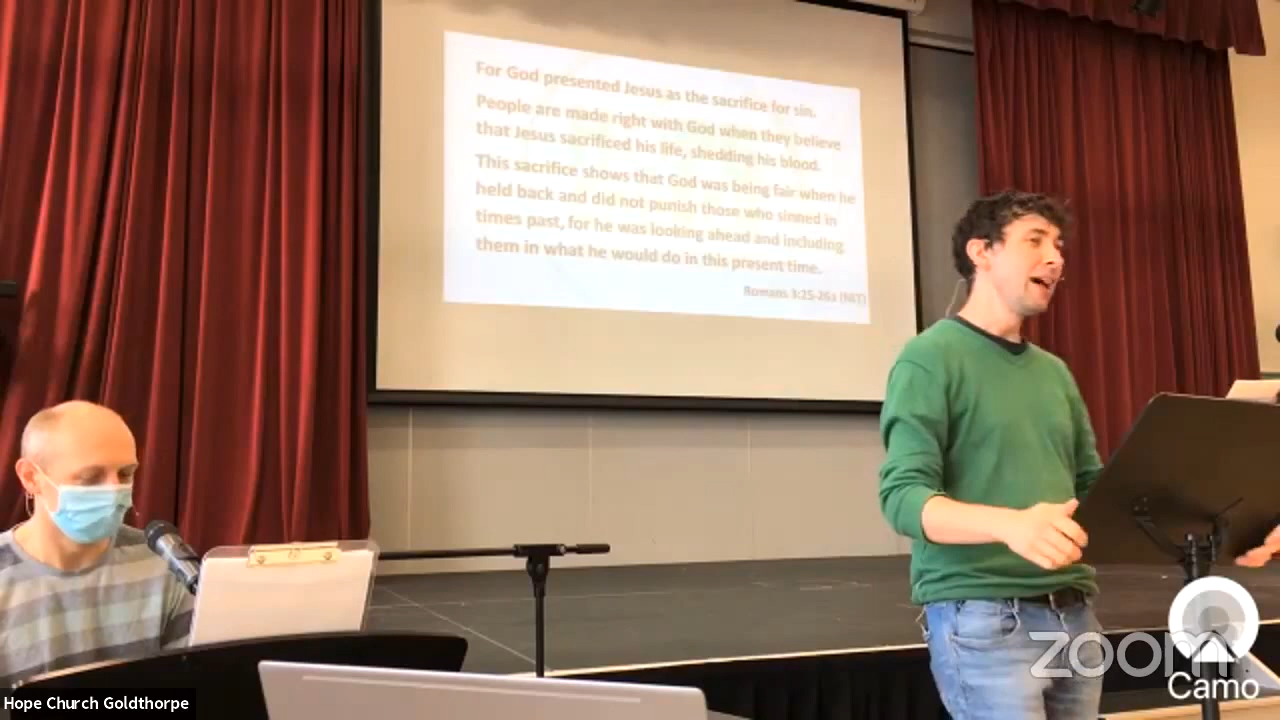 For God presented Jesus as the sacrifice for sin.
People are made right with God when they believe
that Jesus sacrificed his life, shedding his blood.
This sacrifice shows that God was being fair when he
held back and did not punish those who sinned in
times past, for he was looking ahead and including
them in what he would do in this present time.
Romans 3:25-26a (NLT)
Hope Church Goldthorpe
zoom
Camo